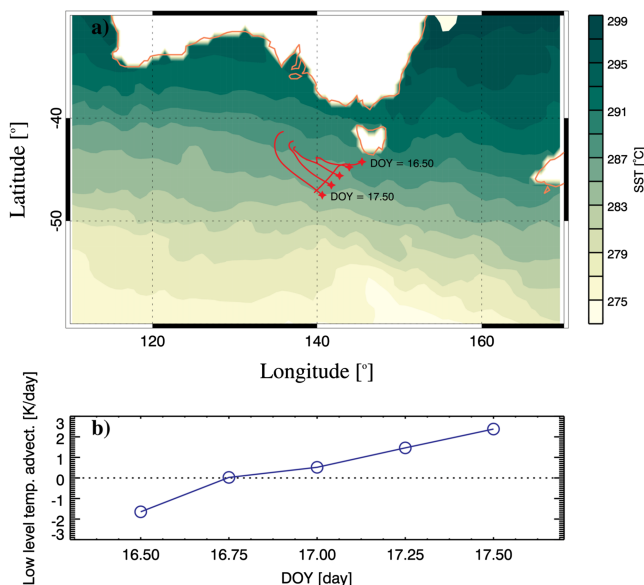 a)
299
295
-40
291
Latitude [°]
DOY = 16.50
287
SST [°C]
DOY = 17.50
-50
283
279
275
120
140
160
Longitude [°]
Low level temp. advect. [K/day]
3
b)
2
1
0
-1
-2
-3
16.50
16.75
17.00
17.25
17.50
DOY [day]